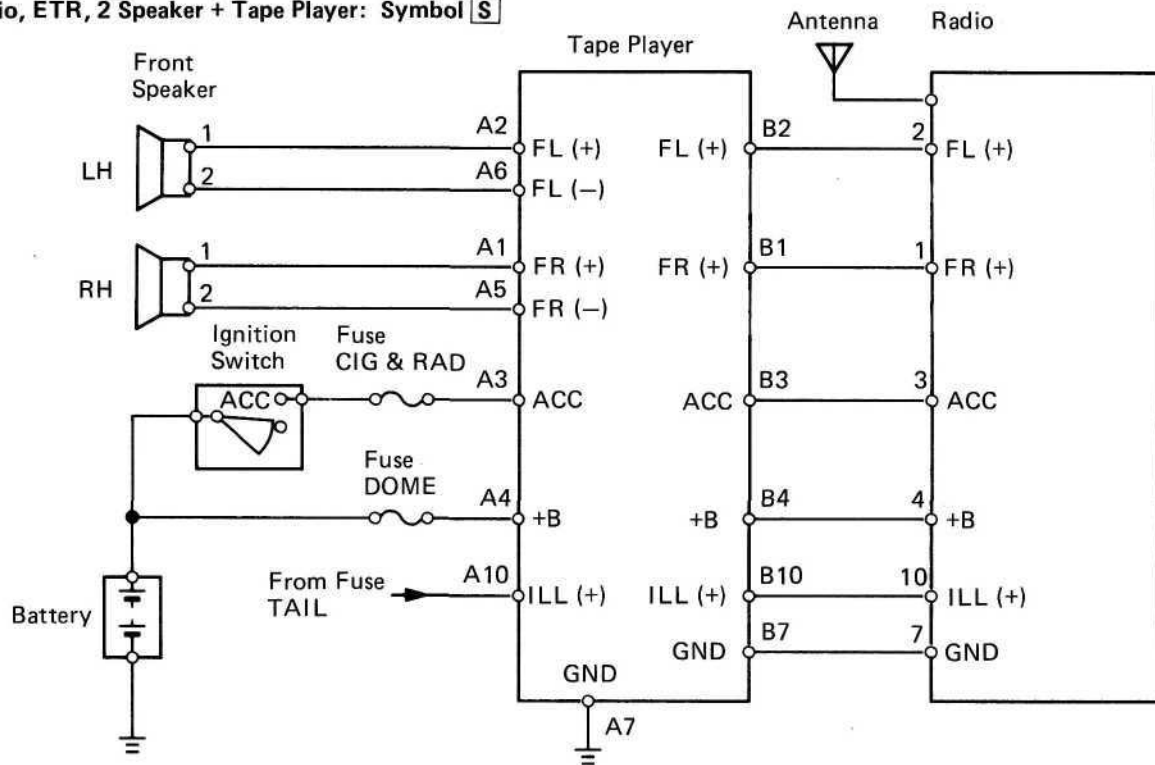 io, ETR, 2 Speaker + Tape Player: Symbol S
Antenna
Radio
Tape Player
Front
Speaker
LH
1
2
A2
A6
FL (+)
FL (—)
FL (+)
B2
2
FL (+)
RH
1
2
A1
A5
FR (+)
FR (—)
FR (+)
B1
1
FR (+)
Ignition
Switch
ACC
Fuse
CIG & RAD
A3
ACC
ACC
B3
3
ACC
Fuse
DOME
A4
+B
+B
B4
4
+B
Battery
From Fuse
TAIL
A10
ILL (+)
ILL (+)
B10
10
ILL (+)
GND
B7
7
GND
GND
A7